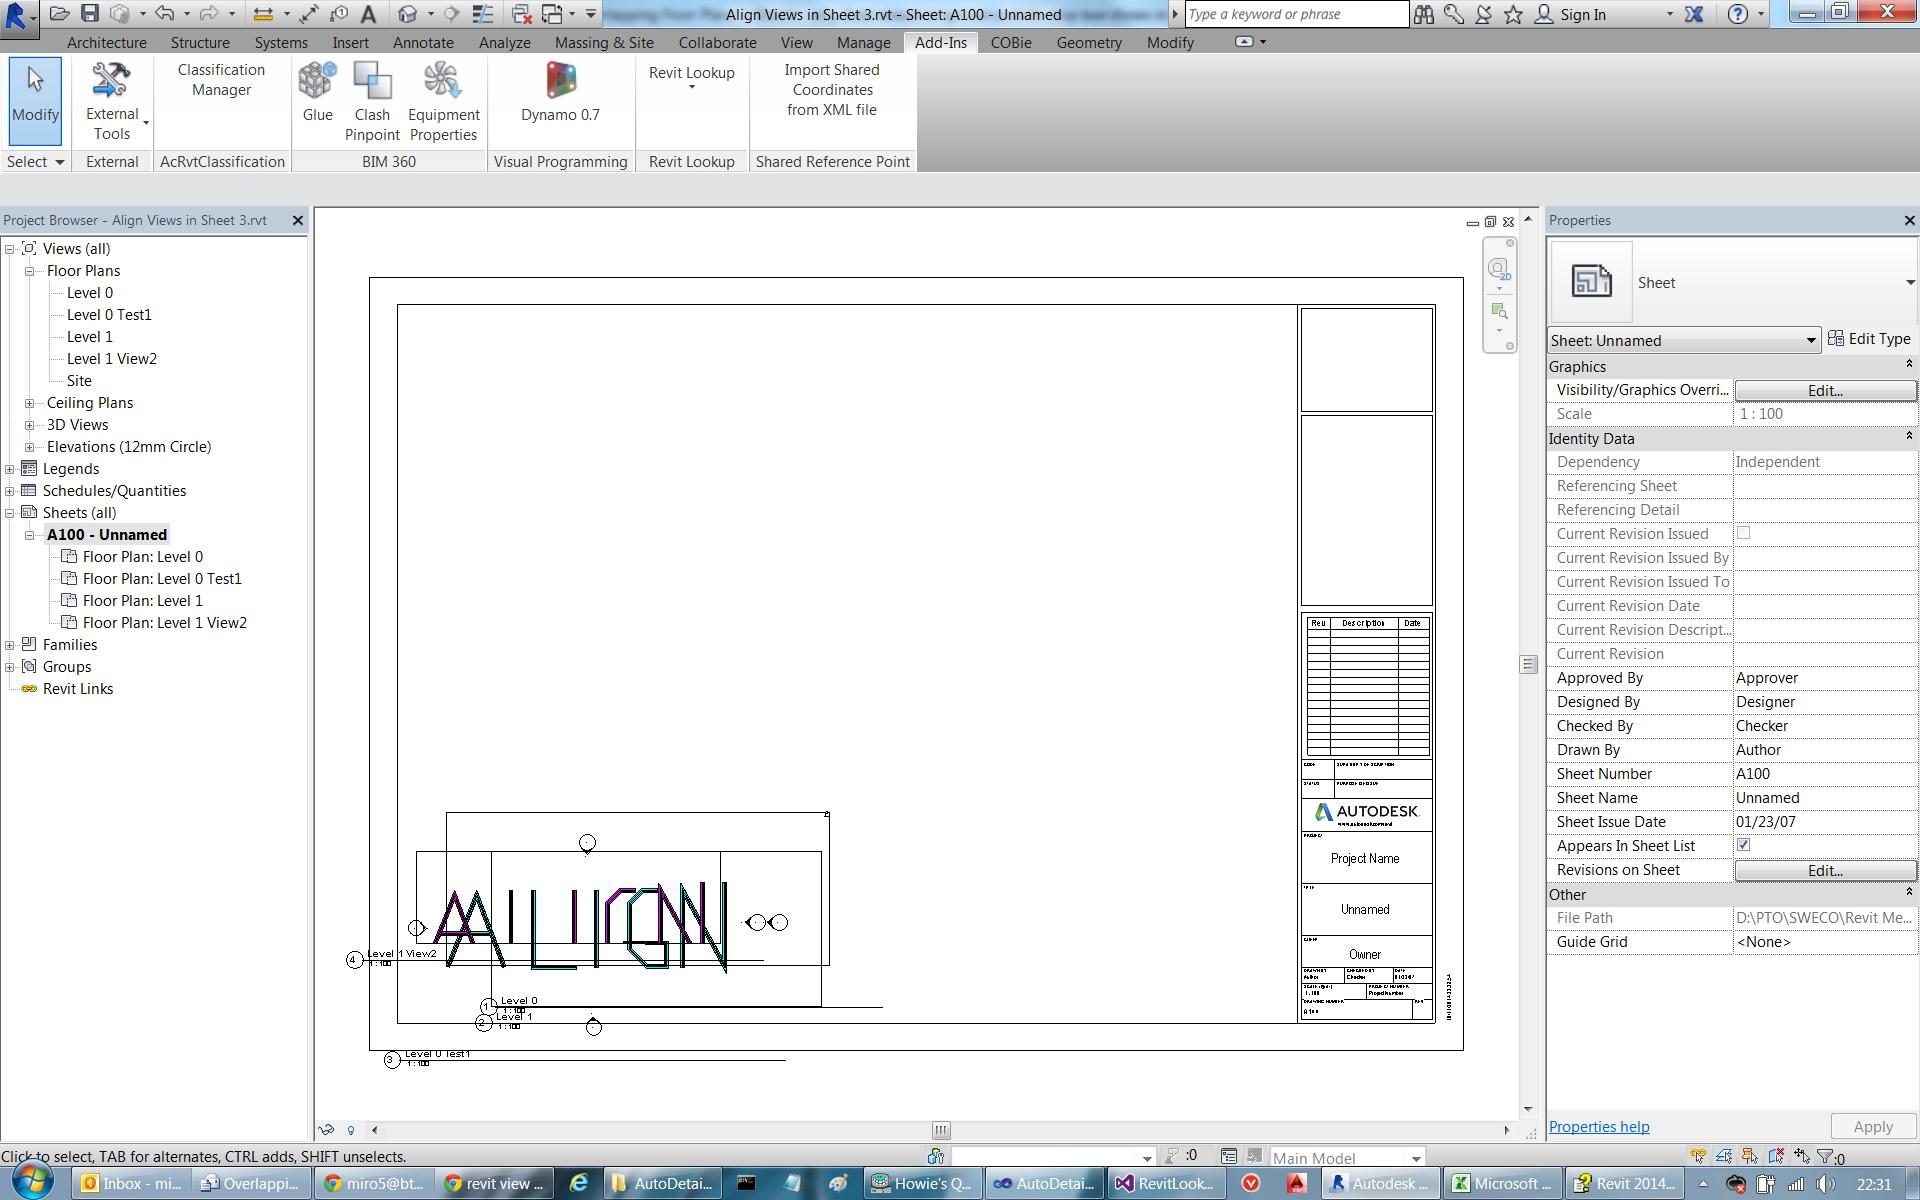 Align Views in Sheet 3.rvt - Sheet: A100 - Unnamed
Type a keyword or phrase
Sign In
Architecture Structure Systems Insert Annotate Analyze Massing & Site Collaborate View Manage Add-Ins COBie Geometry Modify
Modify
External Tools
Classification Manager
Glue
Clash Pinpoint
Equipment Properties
Dynamo 0.7
Revit Lookup
Import Shared Coordinates from XML file
Select External AcRvtClassification BIM 360 Visual Programming Revit Lookup Shared Reference Point
Project Browser - Align Views in Sheet 3.rvt
Views (all)
Floor Plans
Level 0
Level 0 Test1
Level 1
Level 1 View2
Site
Ceiling Plans
3D Views
Elevations (12mm Circle)
Legends
Schedules/Quantities
Sheets (all)
A100 - Unnamed
Floor Plan: Level 0
Floor Plan: Level 0 Test1
Floor Plan: Level 1
Floor Plan: Level 1 View2
Families
Groups
Revit Links
2D
Rev Description Date
AUTODESK
Project Name
Unnamed
Owner
A100
4 Level 1 View2
1 : 100
1 Level 0
1 : 100
2 Level 1
1 : 100
3 Level 0 Test1
1 : 100
Properties
Sheet
Sheet: Unnamed
Edit Type
Graphics
Visibility/Graphics Overri... Edit...
Scale 1 : 100
Identity Data
Dependency Independent
Referencing Sheet
Referencing Detail
Current Revision Issued
Current Revision Issued By
Current Revision Issued To
Current Revision Date
Current Revision Descript...
Current Revision
Approved By Approver
Designed By Designer
Checked By Checker
Drawn By Author
Sheet Number A100
Sheet Name Unnamed
Sheet Issue Date 01/23/07
Appears In Sheet List
Revisions on Sheet Edit...
Other
File Path D:\PTO\SWECO\Revit Me...
Guide Grid <None>
Properties help
Apply
Click to select, TAB for alternates, CTRL adds, SHIFT unselects.
:0
Main Model
:0
Inbox - mi...
Overlappi...
miro5@bt...
revit view ...
AutoDetai...
Howie's Q...
AutoDetai...
RevitLook...
Autodesk ...
Microsoft ...
Revit 2014...
22:31